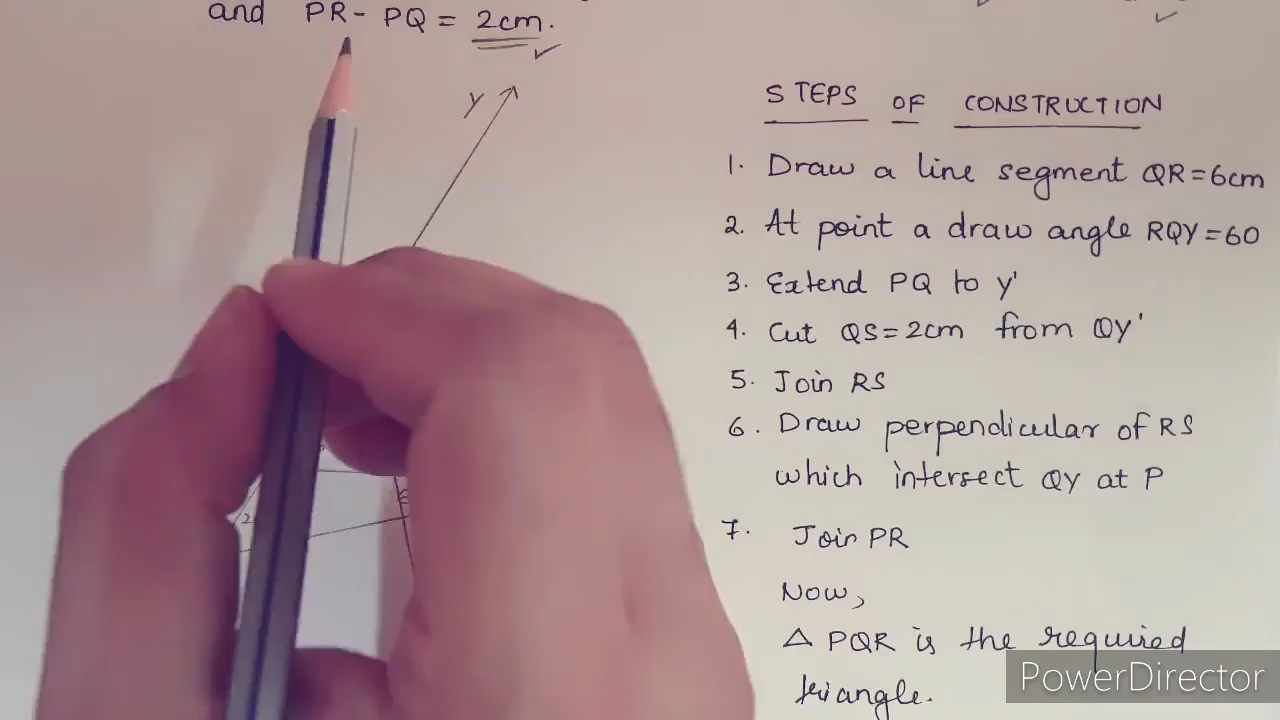 and PR- PQ = 2cm.
Y
STEPS OF CONSTRUCTION
1. Draw a line segment QR=6cm
2. At point a draw angle RQY=60
3. Extend PQ to y'
4. Cut QS=2cm from QY'
5. Join RS
6. Draw perpendicular of RS
which intersect QY at P
7. Join PR
Now,
△ PQR is the required
triangle.
2
PowerDirector